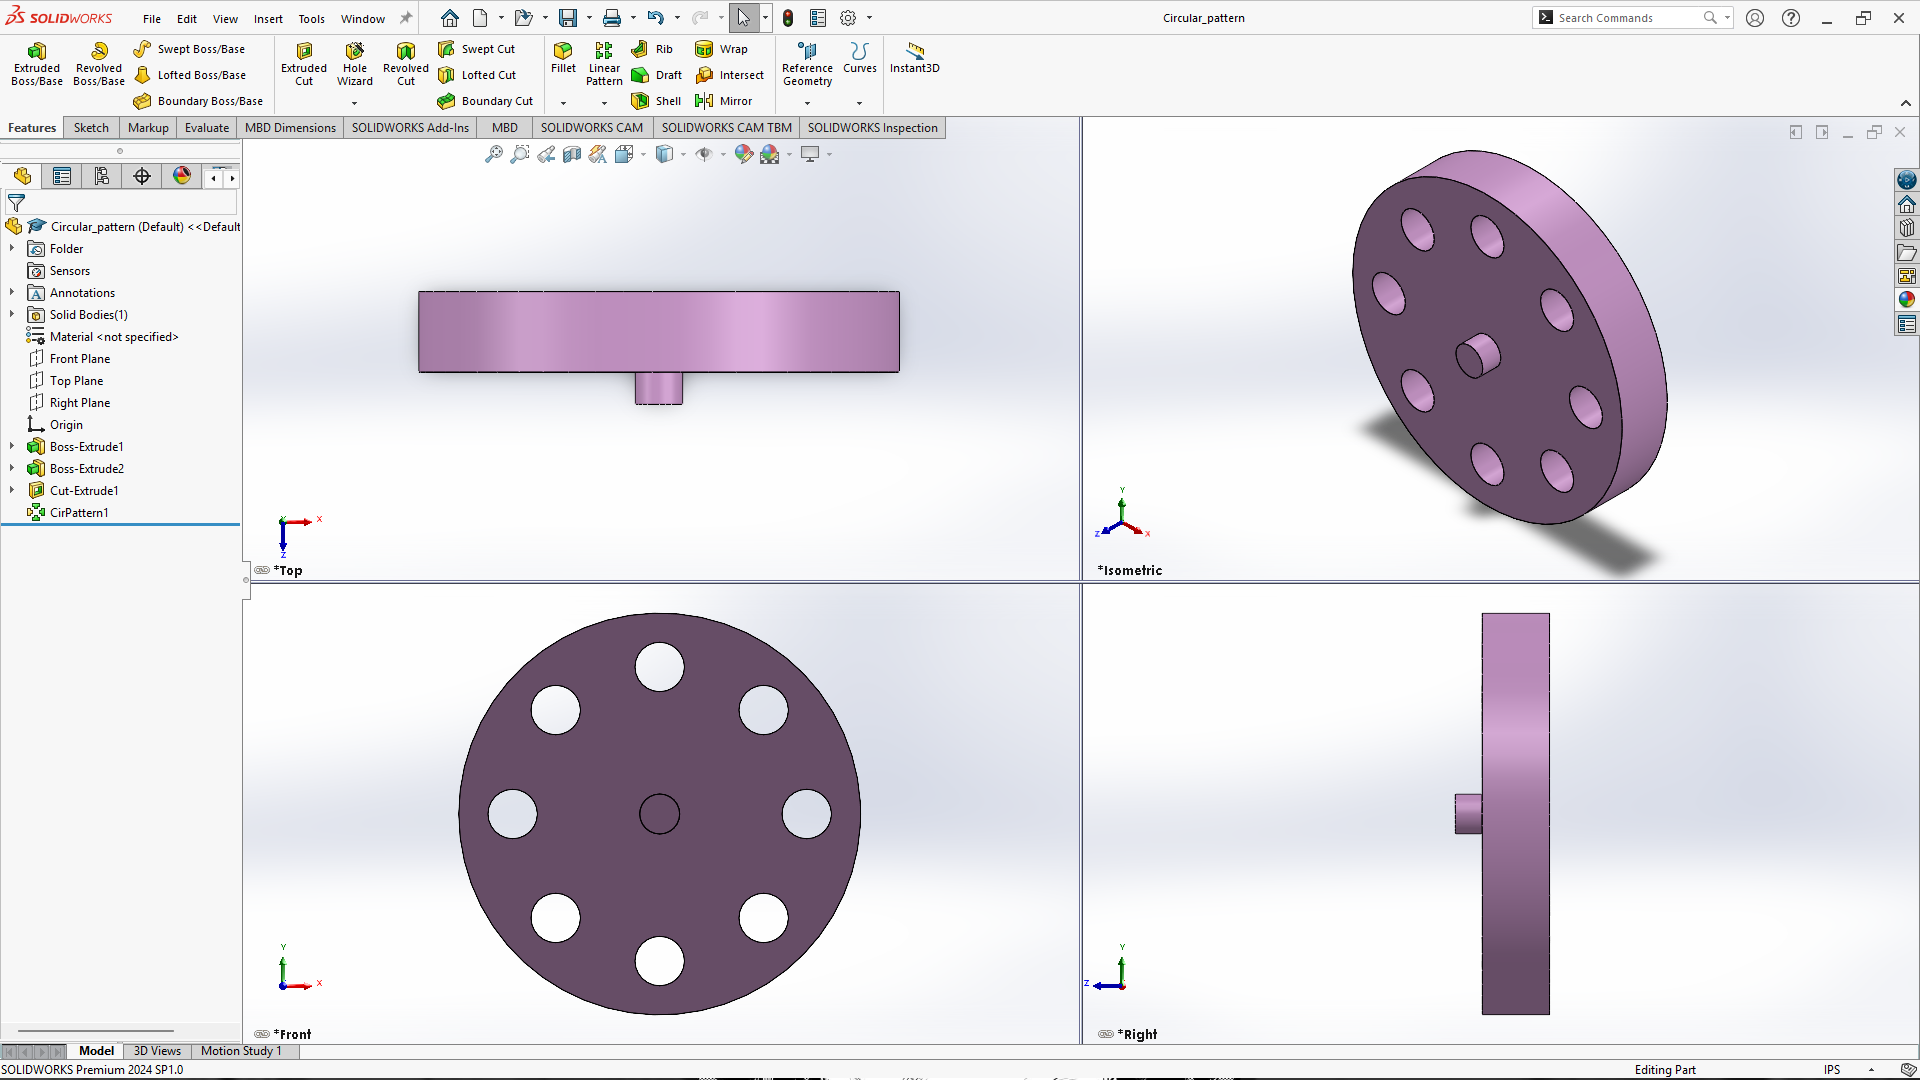 SOLIDWORKS File Edit View Insert Tools Window Circular_pattern Search Commands
Extruded Boss/Base
Revolved Boss/Base
Swept Boss/Base
Lofted Boss/Base
Boundary Boss/Base
Extruded Cut
Hole Wizard
Revolved Cut
Swept Cut
Lofted Cut
Boundary Cut
Fillet
Linear Pattern
Rib
Draft
Shell
Wrap
Intersect
Mirror
Reference Geometry
Curves
Instant3D
Features Sketch Markup Evaluate MBD Dimensions SOLIDWORKS Add-Ins MBD SOLIDWORKS CAM SOLIDWORKS CAM TBM SOLIDWORKS Inspection
Circular_pattern (Default) <<Default
Folder
Sensors
Annotations
Solid Bodies(1)
Material <not specified>
Front Plane
Top Plane
Right Plane
Origin
Boss-Extrude1
Boss-Extrude2
Cut-Extrude1
CirPattern1
Y X Z
*Top
Y Z X
*Isometric
Y X
*Front
Y Z
*Right
Model 3D Views Motion Study 1
SOLIDWORKS Premium 2024 SP1.0 Editing Part IPS